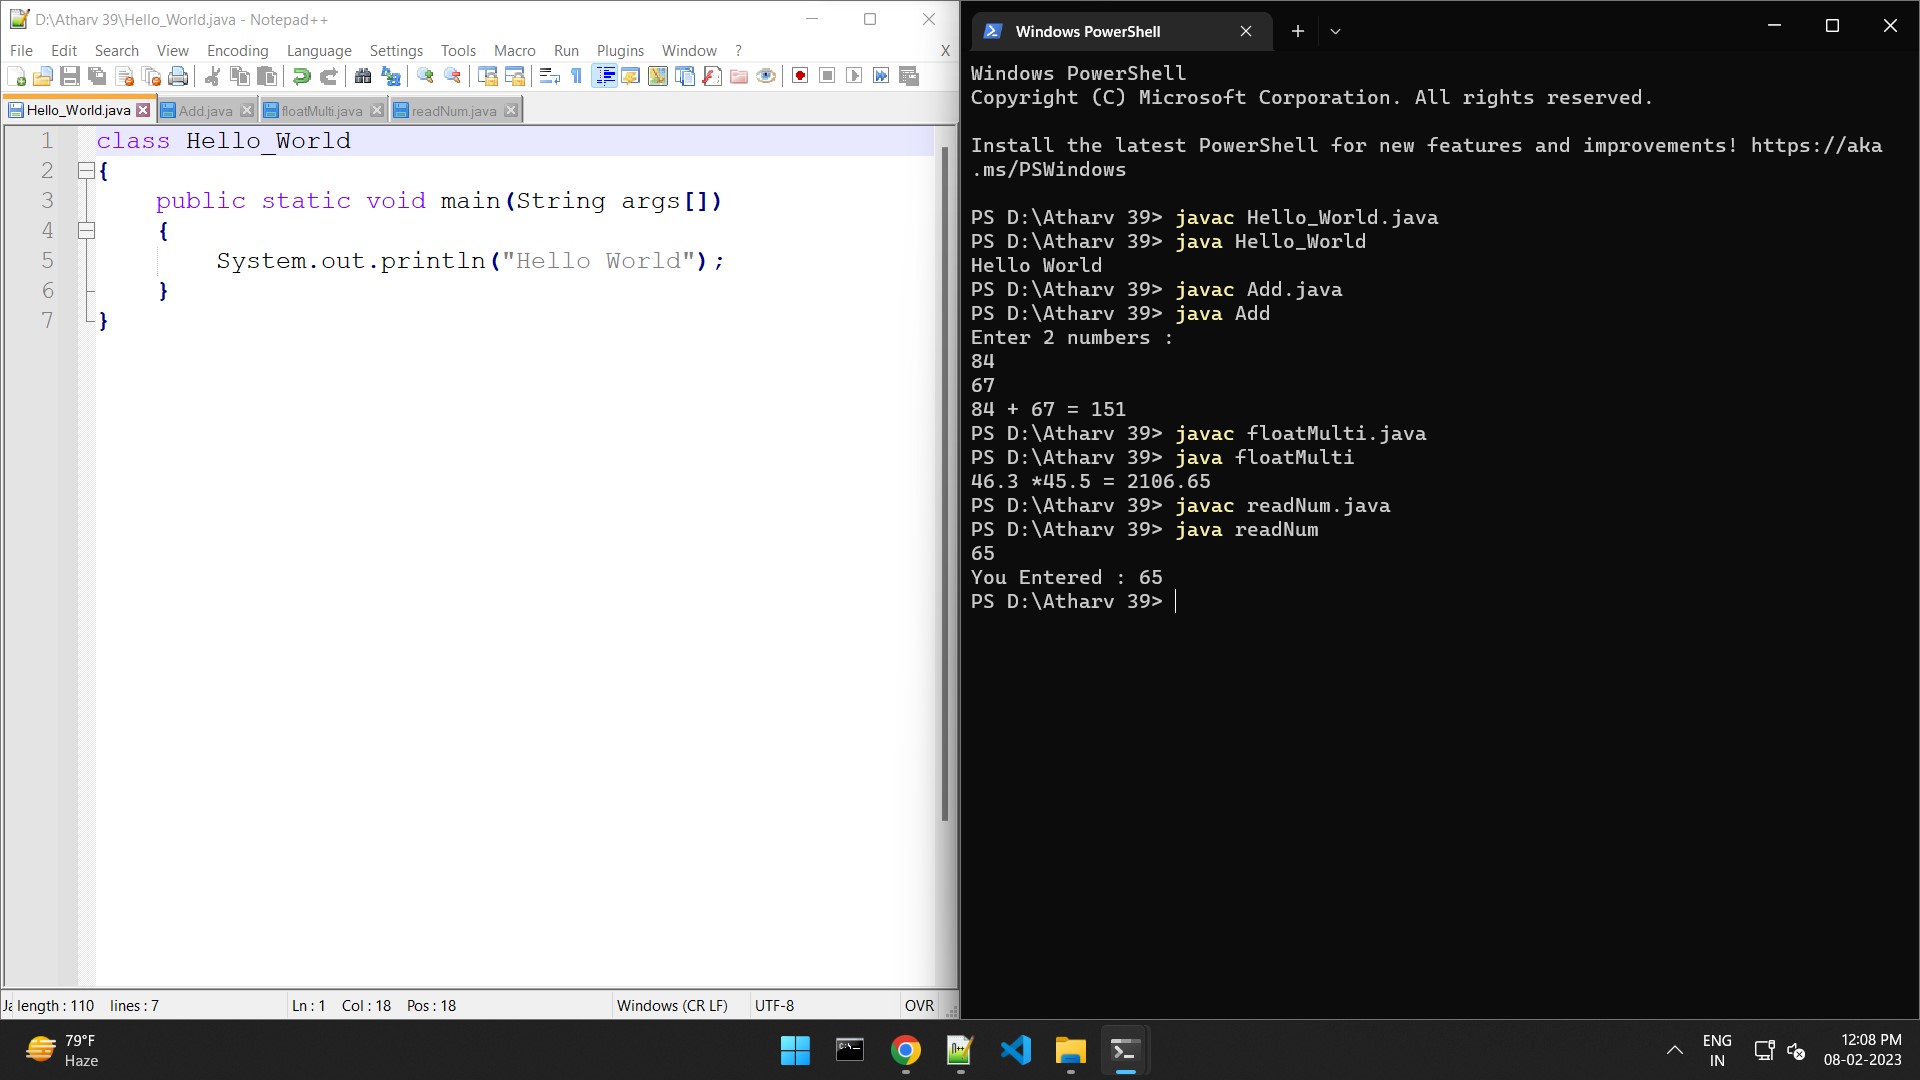 D:\Atharv 39\Hello_World.java - Notepad++
File Edit Search View Encoding Language Settings Tools Macro Run Plugins Window ? X
Hello_World.java Add.java floatMulti.java readNum.java
1 class Hello_World
2 {
3 public static void main(String args[])
4 {
5 System.out.println("Hello World");
6 }
7 }
length : 110 lines : 7 Ln : 1 Col : 18 Pos : 18 Windows (CR LF) UTF-8 OVR
Windows PowerShell
Windows PowerShell
Copyright (C) Microsoft Corporation. All rights reserved.
Install the latest PowerShell for new features and improvements! https://aka
.ms/PSWindows
PS D:\Atharv 39> javac Hello_World.java
PS D:\Atharv 39> java Hello_World
Hello World
PS D:\Atharv 39> javac Add.java
PS D:\Atharv 39> java Add
Enter 2 numbers :
84
67
84 + 67 = 151
PS D:\Atharv 39> javac floatMulti.java
PS D:\Atharv 39> java floatMulti
46.3 *45.5 = 2106.65
PS D:\Atharv 39> javac readNum.java
PS D:\Atharv 39> java readNum
65
You Entered : 65
PS D:\Atharv 39>
79°F
Haze
ENG
IN
12:08 PM
08-02-2023